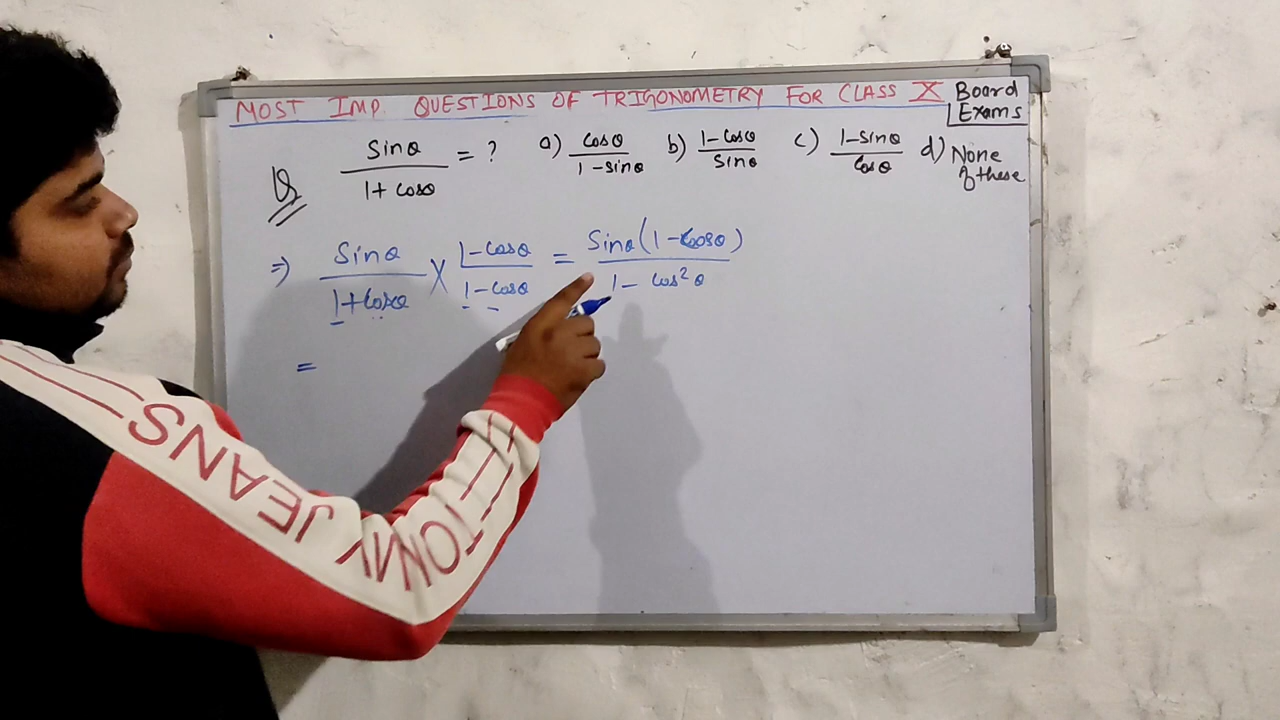 MOST IMP. QUESTIONS OF TRIGONOMETRY FOR CLASS X Board Exams
Q sinθ / 1 + cosθ = ? a) cosθ / 1 - sinθ b) 1 - cosθ / sinθ c) 1 - sinθ / cosθ d) None of these
⇒ sinθ / 1 + cosθ × 1 - cosθ / 1 - cosθ = sinθ (1 - cosθ) / 1 - cos²θ
=
TOMMY JEANS